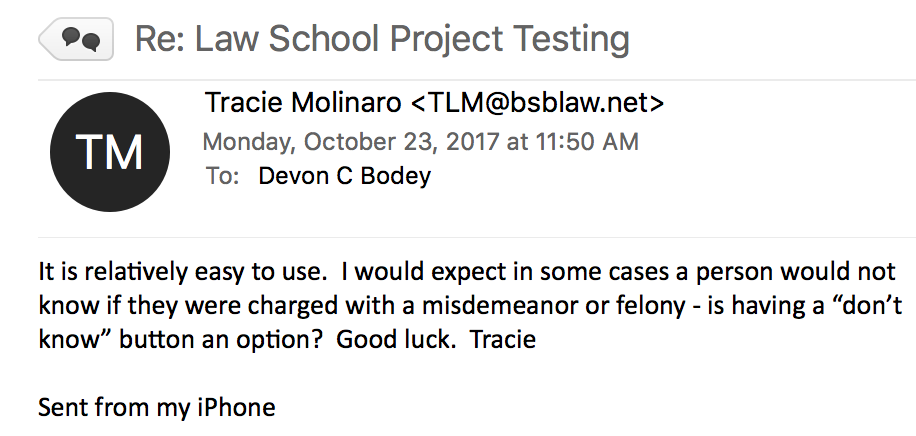 Re: Law School Project Testing
TM
Tracie Molinaro <TLM@bsblaw.net>
Monday, October 23, 2017 at 11:50 AM
To: Devon C Bodey
It is relatively easy to use.  I would expect in some cases a person would not
know if they were charged with a misdemeanor or felony - is having a “don’t
know” button an option?  Good luck.  Tracie
Sent from my iPhone